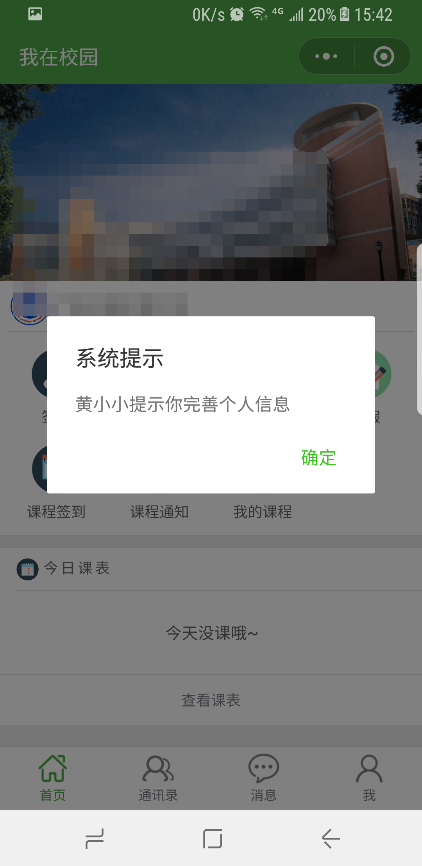 0K/s 4G 20% 15:42
我在校园
系统提示
黄小小提示你完善个人信息
确定
课程签到 课程通知 我的课程
今日课表
今天没课哦~
查看课表
首页 通讯录 消息 我